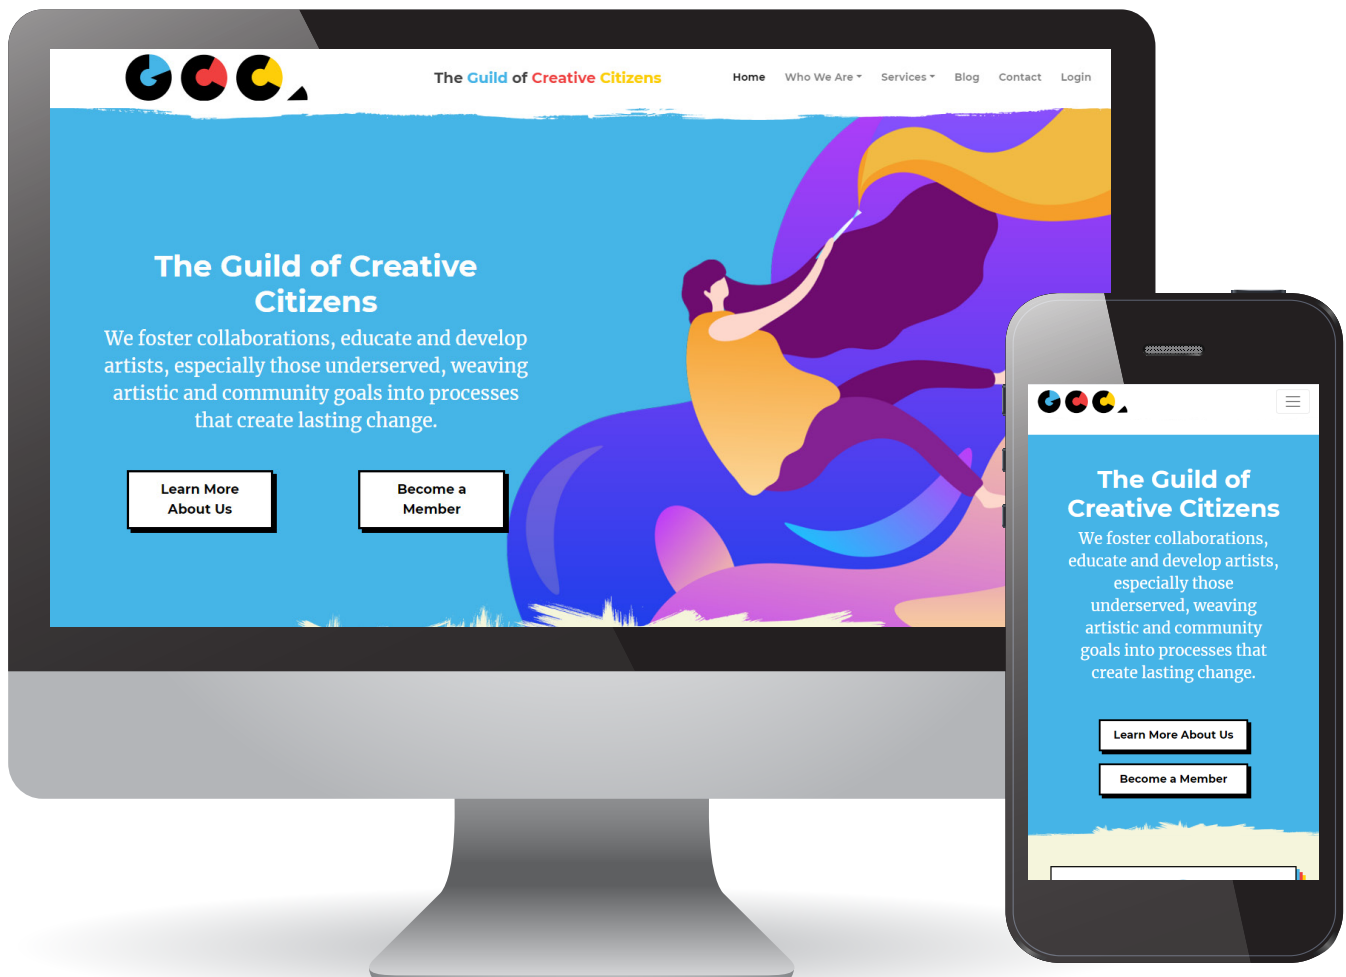 GCC
The Guild of Creative Citizens
Home Who We Are Services Blog Contact Login
The Guild of Creative
Citizens
We foster collaborations, educate and develop
artists, especially those underserved, weaving
artistic and community goals into processes
that create lasting change.
Learn More
About Us
Become a
Member
GCC
The Guild of
Creative Citizens
We foster collaborations,
educate and develop artists,
especially those
underserved, weaving
artistic and community
goals into processes that
create lasting change.
Learn More About Us
Become a Member